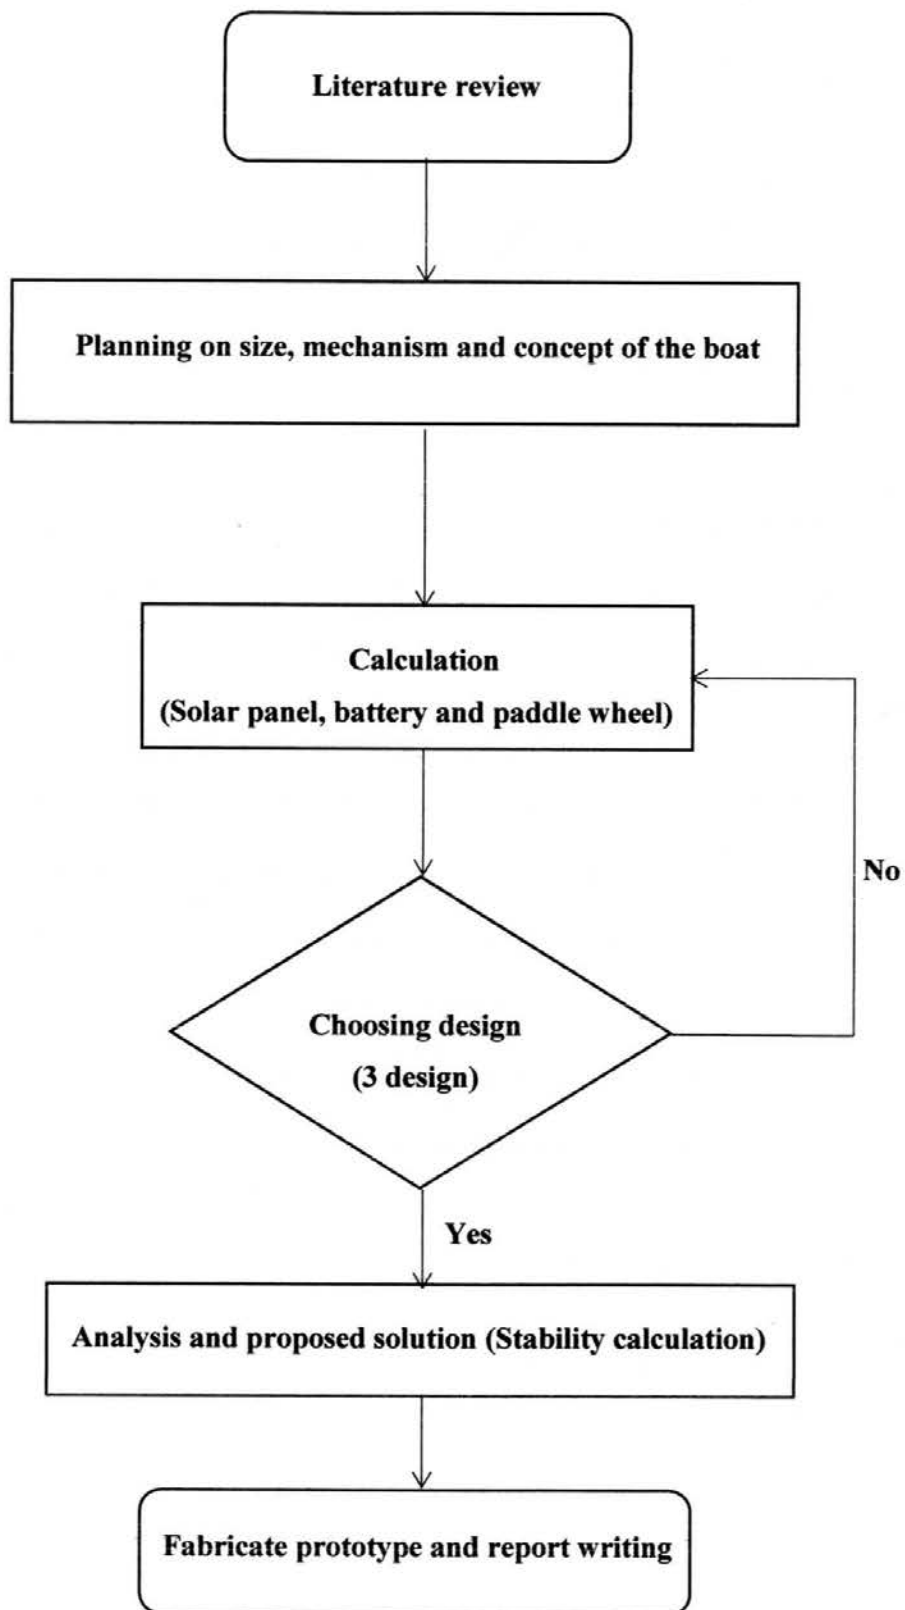 Literature review
Planning on size, mechanism and concept of the boat
Calculation
(Solar panel, battery and paddle wheel)
No
Choosing design
(3 design)
Yes
Analysis and proposed solution (Stability calculation)
Fabricate prototype and report writing